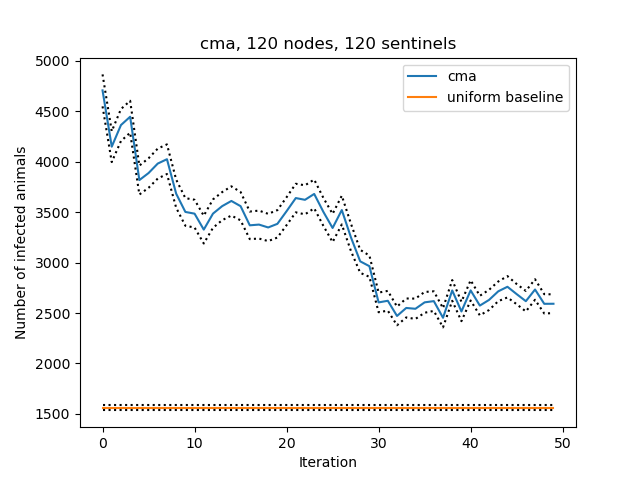 cma, 120 nodes, 120 sentinels
cma
uniform baseline
Number of infected animals
5000
4500
4000
3500
3000
2500
2000
1500
0 10 20 30 40 50
Iteration